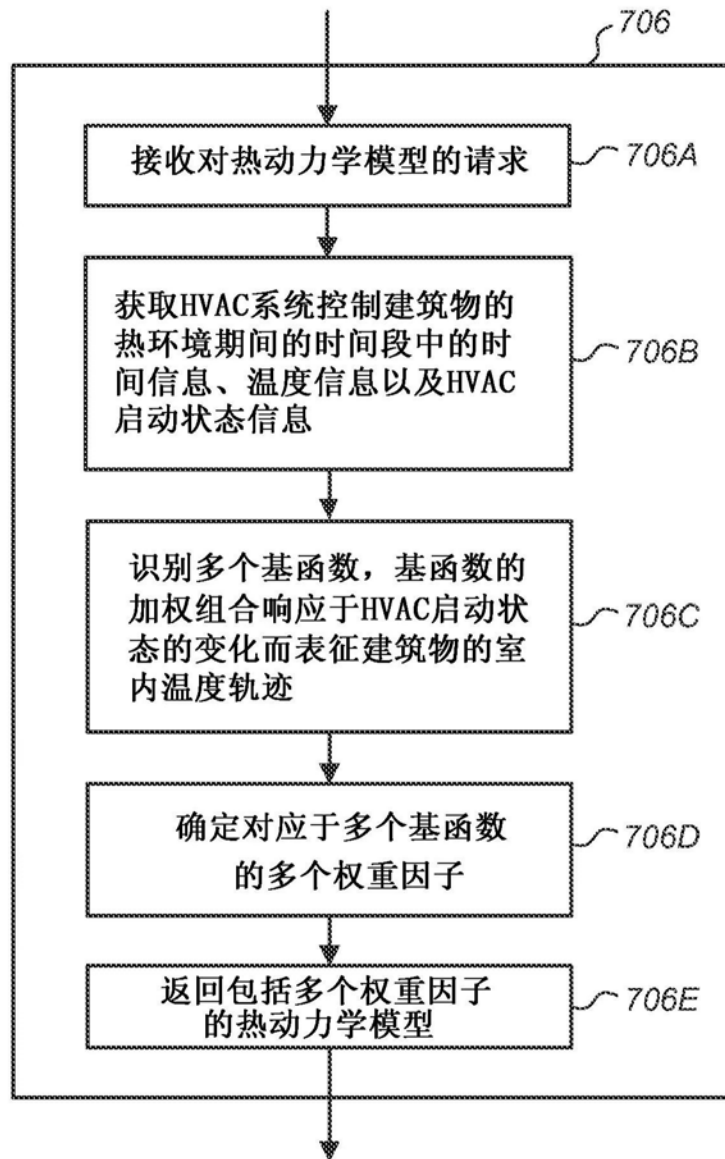 706
接收对热动力学模型的请求
706A
获取HVAC系统控制建筑物的
热环境期间的时间段中的时
间信息、温度信息以及HVAC
启动状态信息
706B
识别多个基函数，基函数的
加权组合响应于HVAC启动状
态的变化而表征建筑物的室
内温度轨迹
706C
确定对应于多个基函数
的多个权重因子
706D
返回包括多个权重因子
的热动力学模型
706E